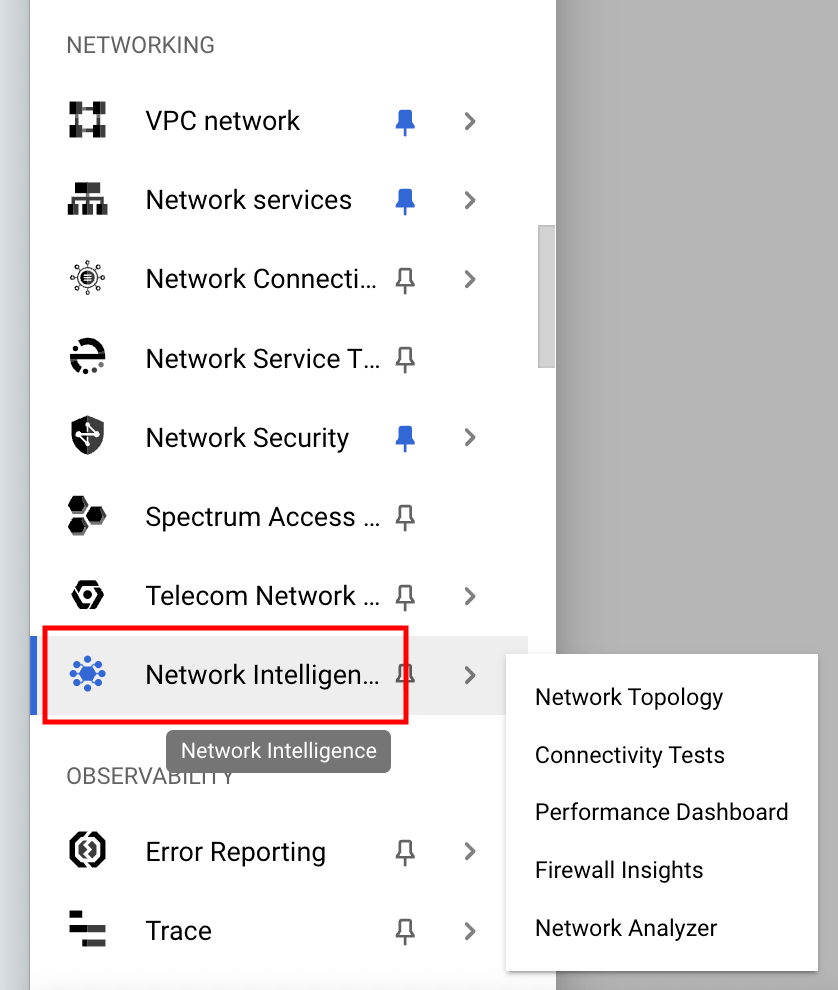 NETWORKING
VPC network
Network services
Network Connecti...
Network Service T...
Network Security
Spectrum Access ...
Telecom Network ...
Network Intelligen...
Network Intelligence
OBSERVABILITY
Error Reporting
Trace
Network Topology
Connectivity Tests
Performance Dashboard
Firewall Insights
Network Analyzer